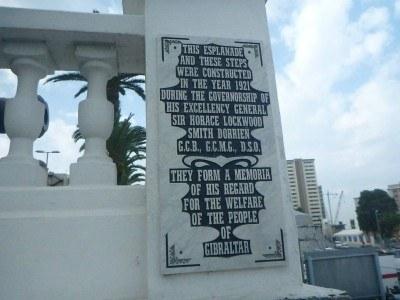 THIS ESPLANADE
AND THESE STEPS
WERE CONSTRUCTED
IN THE YEAR 1921
DURING THE GOVERNORSHIP OF
HIS EXCELLENCY GENERAL
SIR HORACE LOCKWOOD
SMITH DORRIEN
G.C.B., G.C.M.G., D.S.O.
THEY FORM A MEMORIA
OF HIS REGARD
FOR THE WELFARE
OF THE PEOPLE
OF
GIBRALTAR